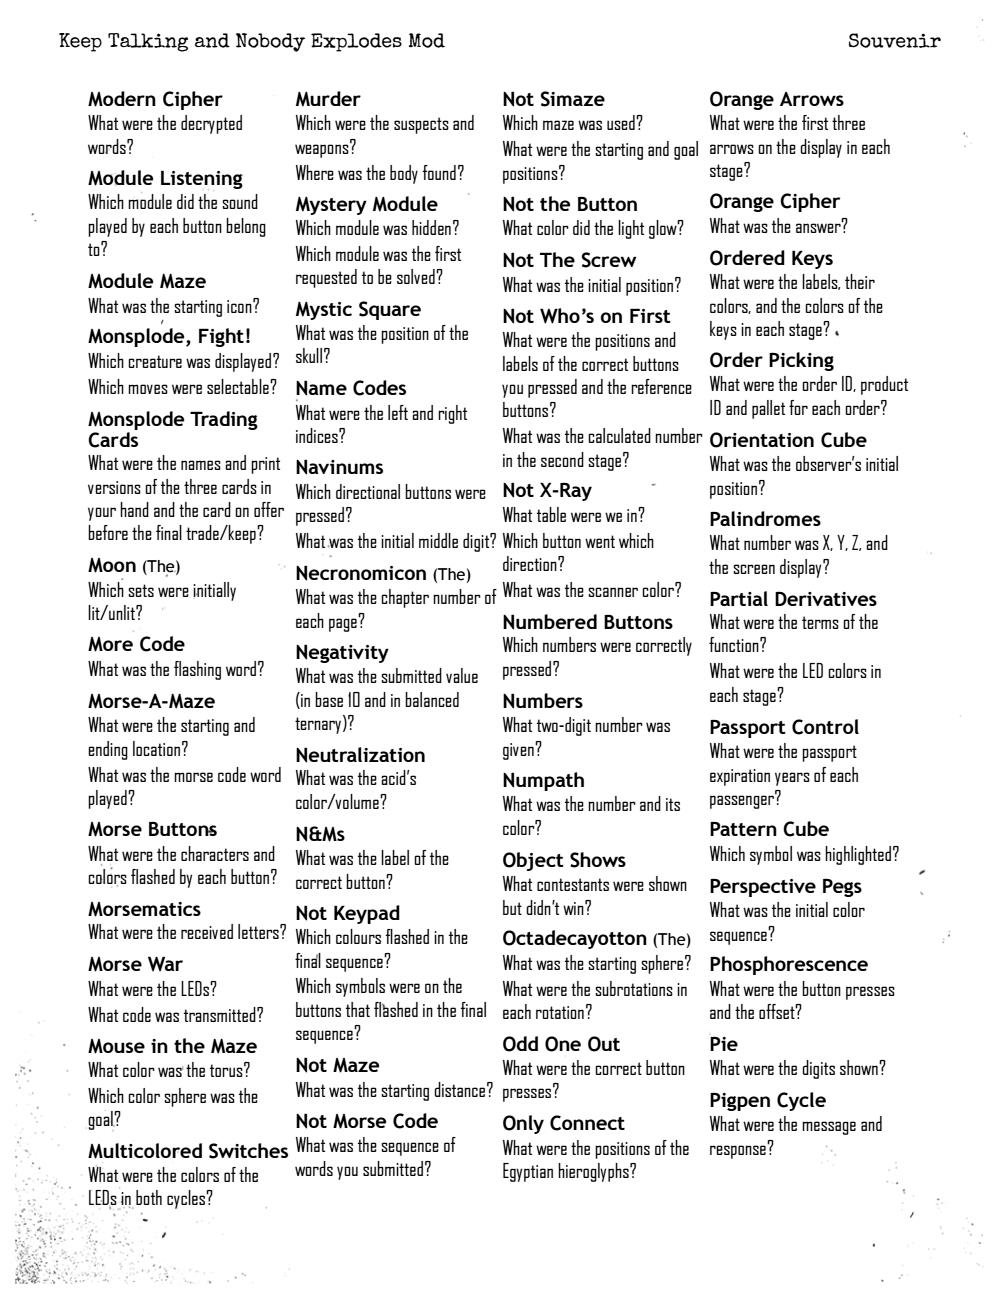 Keep Talking and Nobody Explodes Mod
Souvenir
Modern Cipher
What were the decrypted
words?
Module Listening
Which module did the sound
played by each button belong
to?
Module Maze
What was the starting icon?
Monsplode, Fight!
Which creature was displayed?
Which moves were selectable?
Monsplode Trading
Cards
What were the names and print
versions of the three cards in
your hand and the card on offer
before the final trade/keep?
Moon (The)
Which sets were initially
lit/unlit?
More Code
What was the flashing word?
Morse-A-Maze
What were the starting and
ending location?
What was the morse code word
played?
Morse Buttons
What were the characters and
colors flashed by each button?
Morsematics
What were the received letters?
Morse War
What were the LEDs?
What code was transmitted?
Mouse in the Maze
What color was the torus?
Which color sphere was the
goal?
Multicolored Switches
What were the colors of the
LEDs in both cycles?
Murder
Which were the suspects and
weapons?
Where was the body found?
Mystery Module
Which module was hidden?
Which module was the first
requested to be solved?
Mystic Square
What was the position of the
skull?
Name Codes
What were the left and right
indices?
Navinums
Which directional buttons were
pressed?
What was the initial middle digit?
Necronomicon (The)
What was the chapter number of
each page?
Negativity
What was the submitted value
(in base 10 and in balanced
ternary)?
Neutralization
What was the acid's
color/volume?
N&Ms
What was the label of the
correct button?
Not Keypad
Which colours flashed in the
final sequence?
Which symbols were on the
buttons that flashed in the final
sequence?
Not Maze
What was the starting distance?
Not Morse Code
What was the sequence of
words you submitted?
Not Simaze
Which maze was used?
What were the starting and goal
positions?
Not the Button
What color did the light glow?
Not The Screw
What was the initial position?
Not Who's on First
What were the positions and
labels of the correct buttons
you pressed and the reference
buttons?
What was the calculated number
in the second stage?
Not X-Ray
What table were we in?
Which button went which
direction?
What was the scanner color?
Numbered Buttons
Which numbers were correctly
pressed?
Numbers
What two-digit number was
given?
Numpath
What was the number and its
color?
Object Shows
What contestants were shown
but didn't win?
Octadecayotton (The)
What was the starting sphere?
What were the subrotations in
each rotation?
Odd One Out
What were the correct button
presses?
Only Connect
What were the positions of the
Egyptian hieroglyphs?
Orange Arrows
What were the first three
arrows on the display in each
stage?
Orange Cipher
What was the answer?
Ordered Keys
What were the labels, their
colors, and the colors of the
keys in each stage?
Order Picking
What were the order ID, product
ID and pallet for each order?
Orientation Cube
What was the observer's initial
position?
Palindromes
What number was X, Y, Z, and
the screen display?
Partial Derivatives
What were the terms of the
function?
What were the LED colors in
each stage?
Passport Control
What were the passport
expiration years of each
passenger?
Pattern Cube
Which symbol was highlighted?
Perspective Pegs
What was the initial color
sequence?
Phosphorescence
What were the button presses
and the offset?
Pie
What were the digits shown?
Pigpen Cycle
What were the message and
response?